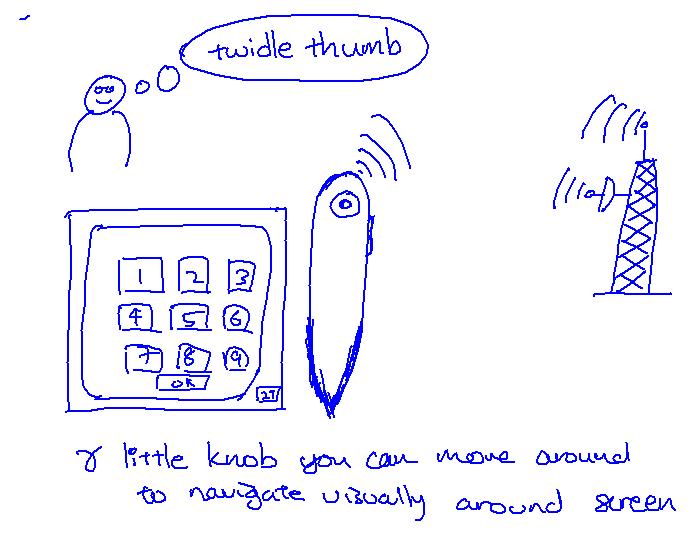 twidle thumb
1 2 3
4 5 6
7 8 9
OK
little knob you can move around
to navigate visually around screen